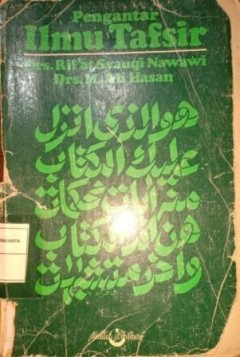 Pengantar
Ilmu Tafsir
Drs. Rif'at Syauqi Nawawi
Drs. M. Ali Hasan
هو الذي انزل
عليك الكتاب
منه ايات محكمات
هن ام الكتاب
واخر متشابهات